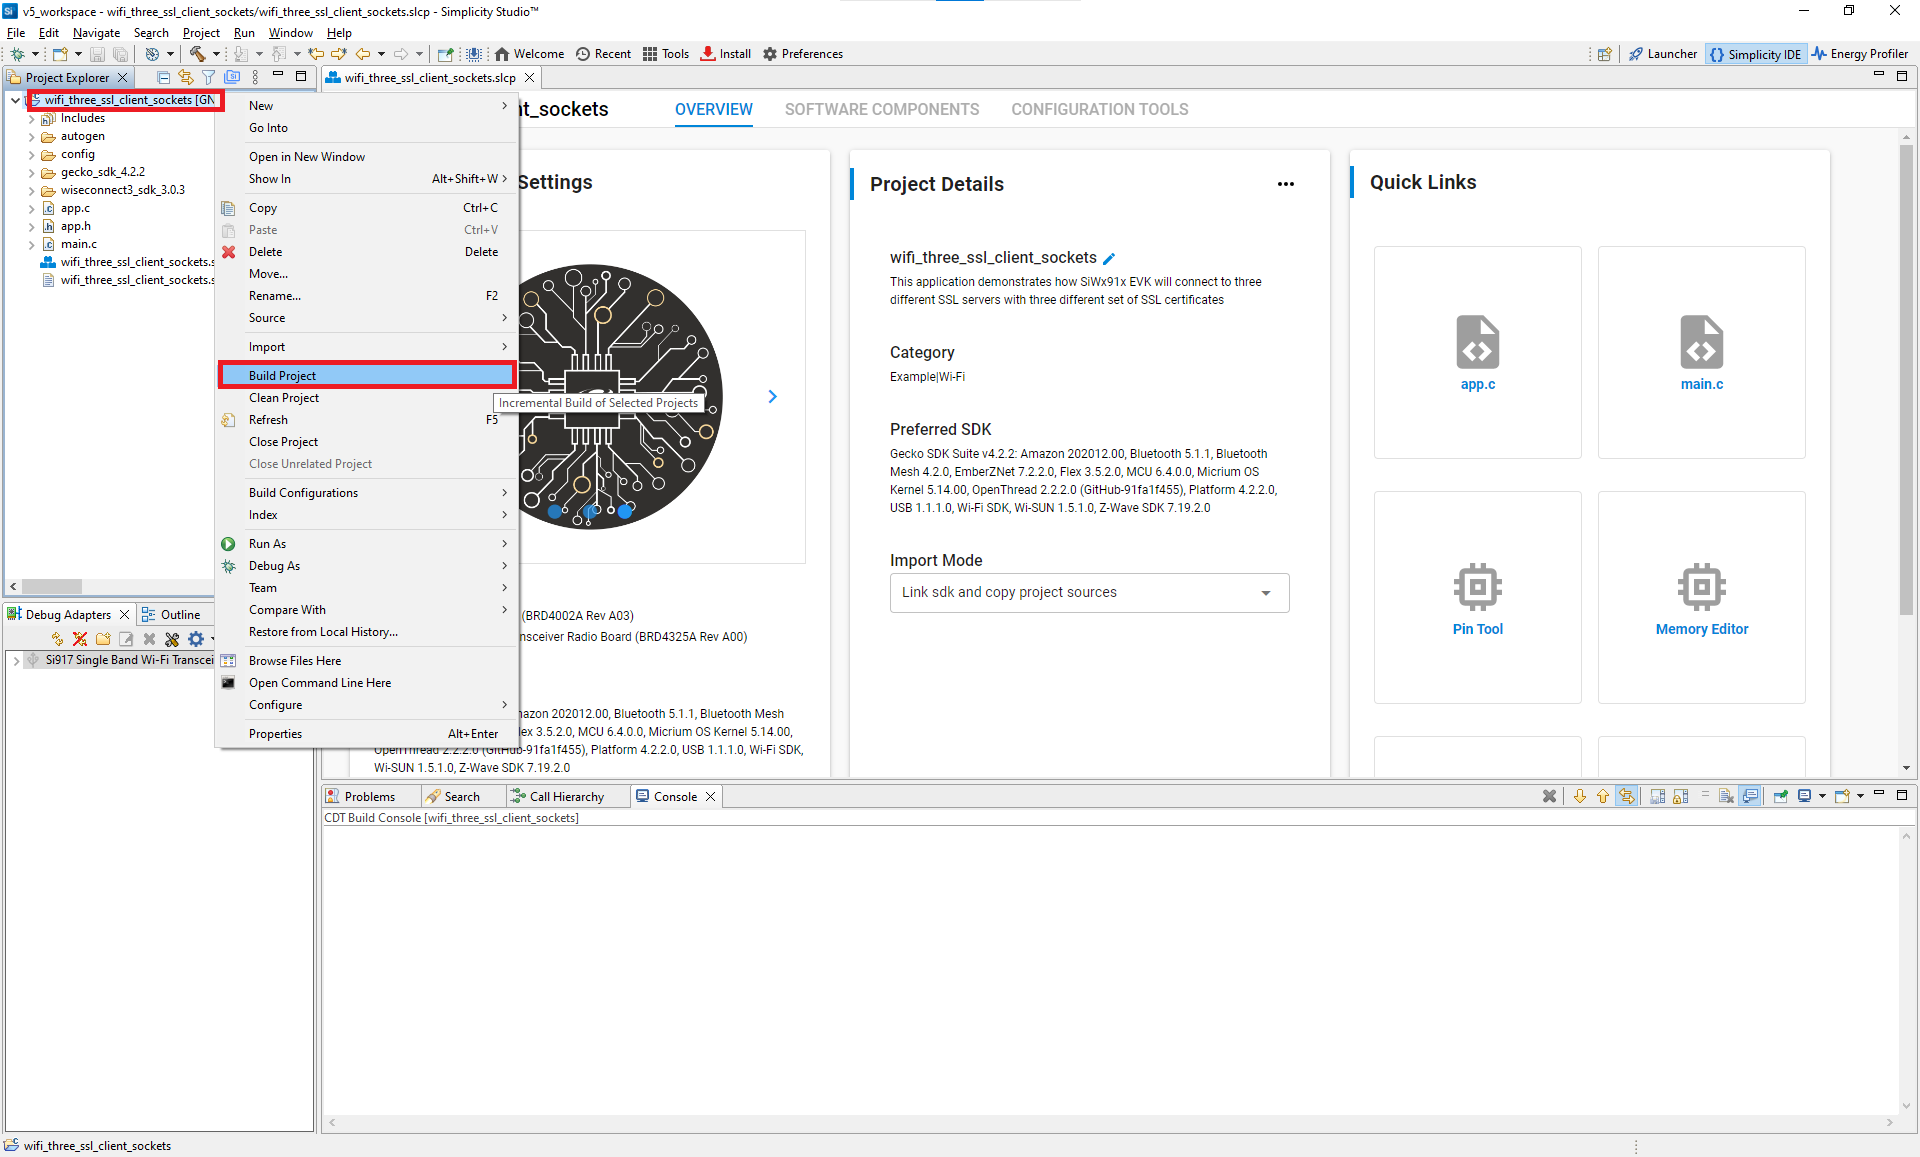 v5_workspace - wifi_three_ssl_client_sockets/wifi_three_ssl_client_sockets.slcp - Simplicity Studio™
File Edit Navigate Search Project Run Window Help
Welcome Recent Tools Install Preferences
Launcher Simplicity IDE Energy Profiler
Project Explorer
wifi_three_ssl_client_sockets [GN
Includes
autogen
config
gecko_sdk_4.2.2
wiseconnect3_sdk_3.0.3
app.c
app.h
main.c
wifi_three_ssl_client_sockets.s
wifi_three_ssl_client_sockets.s
New
Go Into
Open in New Window
Show In Alt+Shift+W
Copy Ctrl+C
Paste Ctrl+V
Delete Delete
Move...
Rename... F2
Source
Import
Build Project
Clean Project
Incremental Build of Selected Projects
Refresh F5
Close Project
Close Unrelated Project
Build Configurations
Index
Run As
Debug As
Team
Compare With
Restore from Local History...
Browse Files Here
Open Command Line Here
Configure
Properties Alt+Enter
Debug Adapters Outline
Si917 Single Band Wi-Fi Transcei
wifi_three_ssl_client_sockets.slcp
nt_sockets OVERVIEW SOFTWARE COMPONENTS CONFIGURATION TOOLS
Settings
(BRD4002A Rev A03)
nsceiver Radio Board (BRD4325A Rev A00)
mazon 202012.00, Bluetooth 5.1.1, Bluetooth Mesh
lex 3.5.2.0, MCU 6.4.0.0, Micrium OS Kernel 5.14.00,
OpenThread 2.2.2.0 (GitHub-91fa1f455), Platform 4.2.2.0, USB 1.1.1.0, Wi-Fi SDK,
Wi-SUN 1.5.1.0, Z-Wave SDK 7.19.2.0
Project Details
wifi_three_ssl_client_sockets
This application demonstrates how SiWx91x EVK will connect to three
different SSL servers with three different set of SSL certificates
Category
Example|Wi-Fi
Preferred SDK
Gecko SDK Suite v4.2.2: Amazon 202012.00, Bluetooth 5.1.1, Bluetooth
Mesh 4.2.0, EmberZNet 7.2.2.0, Flex 3.5.2.0, MCU 6.4.0.0, Micrium OS
Kernel 5.14.00, OpenThread 2.2.2.0 (GitHub-91fa1f455), Platform 4.2.2.0,
USB 1.1.1.0, Wi-Fi SDK, Wi-SUN 1.5.1.0, Z-Wave SDK 7.19.2.0
Import Mode
Link sdk and copy project sources
Quick Links
app.c
main.c
Pin Tool
Memory Editor
Problems Search Call Hierarchy Console
CDT Build Console [wifi_three_ssl_client_sockets]
wifi_three_ssl_client_sockets